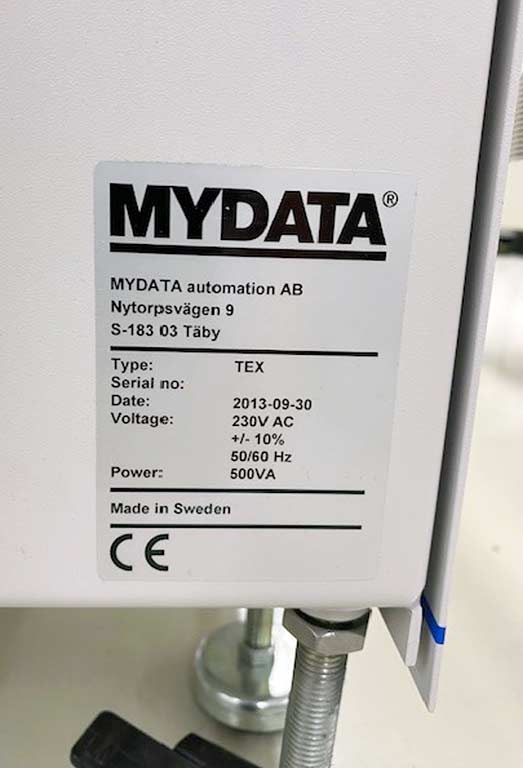 MYDATA®
MYDATA automation AB
Nytorpsvägen 9
S-183 03 Täby
Type: TEX
Serial no:
Date: 2013-09-30
Voltage: 230V AC
+/- 10%
50/60 Hz
Power: 500VA
Made in Sweden
CE